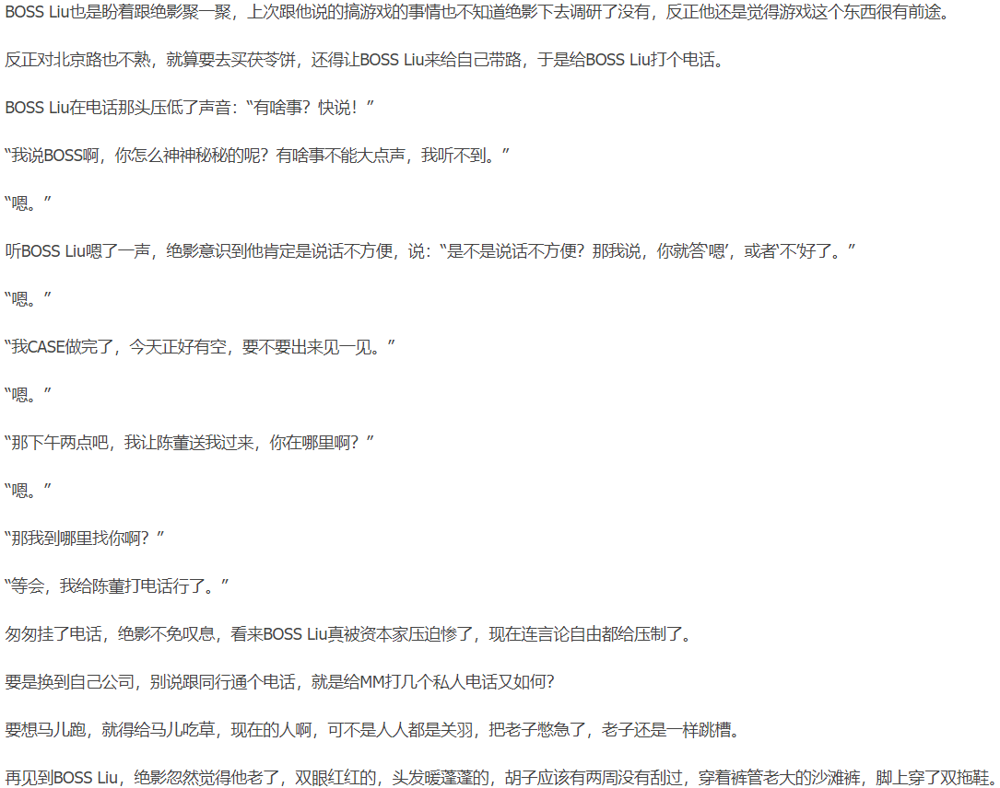 BOSS Liu也是盼着跟绝影聚一聚，上次跟他说的搞游戏的事情也不知道绝影下去调研了没有，反正他还是觉得游戏这个东西很有前途。
反正对北京路也不熟，就算要去买茯苓饼，还得让BOSS Liu来给自己带路，于是给BOSS Liu打个电话。
BOSS Liu在电话那头压低了声音：“有啥事？快说！”
“我说BOSS啊，你怎么神神秘秘的呢？有啥事不能大点声，我听不到。”
“嗯。”
听BOSS Liu嗯了一声，绝影意识到他肯定是说话不方便，说：“是不是说话不方便？那我说，你就答‘嗯’，或者‘不’好了。”
“嗯。”
“我CASE做完了，今天正好有空，要不要出来见一见。”
“嗯。”
“那下午两点吧，我让陈董送我过来，你在哪里啊？”
“嗯。”
“那我到哪里找你啊？”
“等会，我给陈董打电话行了。”
匆匆挂了电话，绝影不免叹息，看来BOSS Liu真被资本家压迫惨了，现在连言论自由都给压制了。
要是换到自己公司，别说跟同行通个电话，就是给MM打几个私人电话又如何？
要想马儿跑，就得给马儿吃草，现在的人啊，可不是人人都是关羽，把老子憋急了，老子还是一样跳槽。
再见到BOSS Liu，绝影忽然觉得他老了，双眼红红的，头发暖蓬蓬的，胡子应该有两周没有刮过，穿着裤管老大的沙滩裤，脚上穿了双拖鞋。